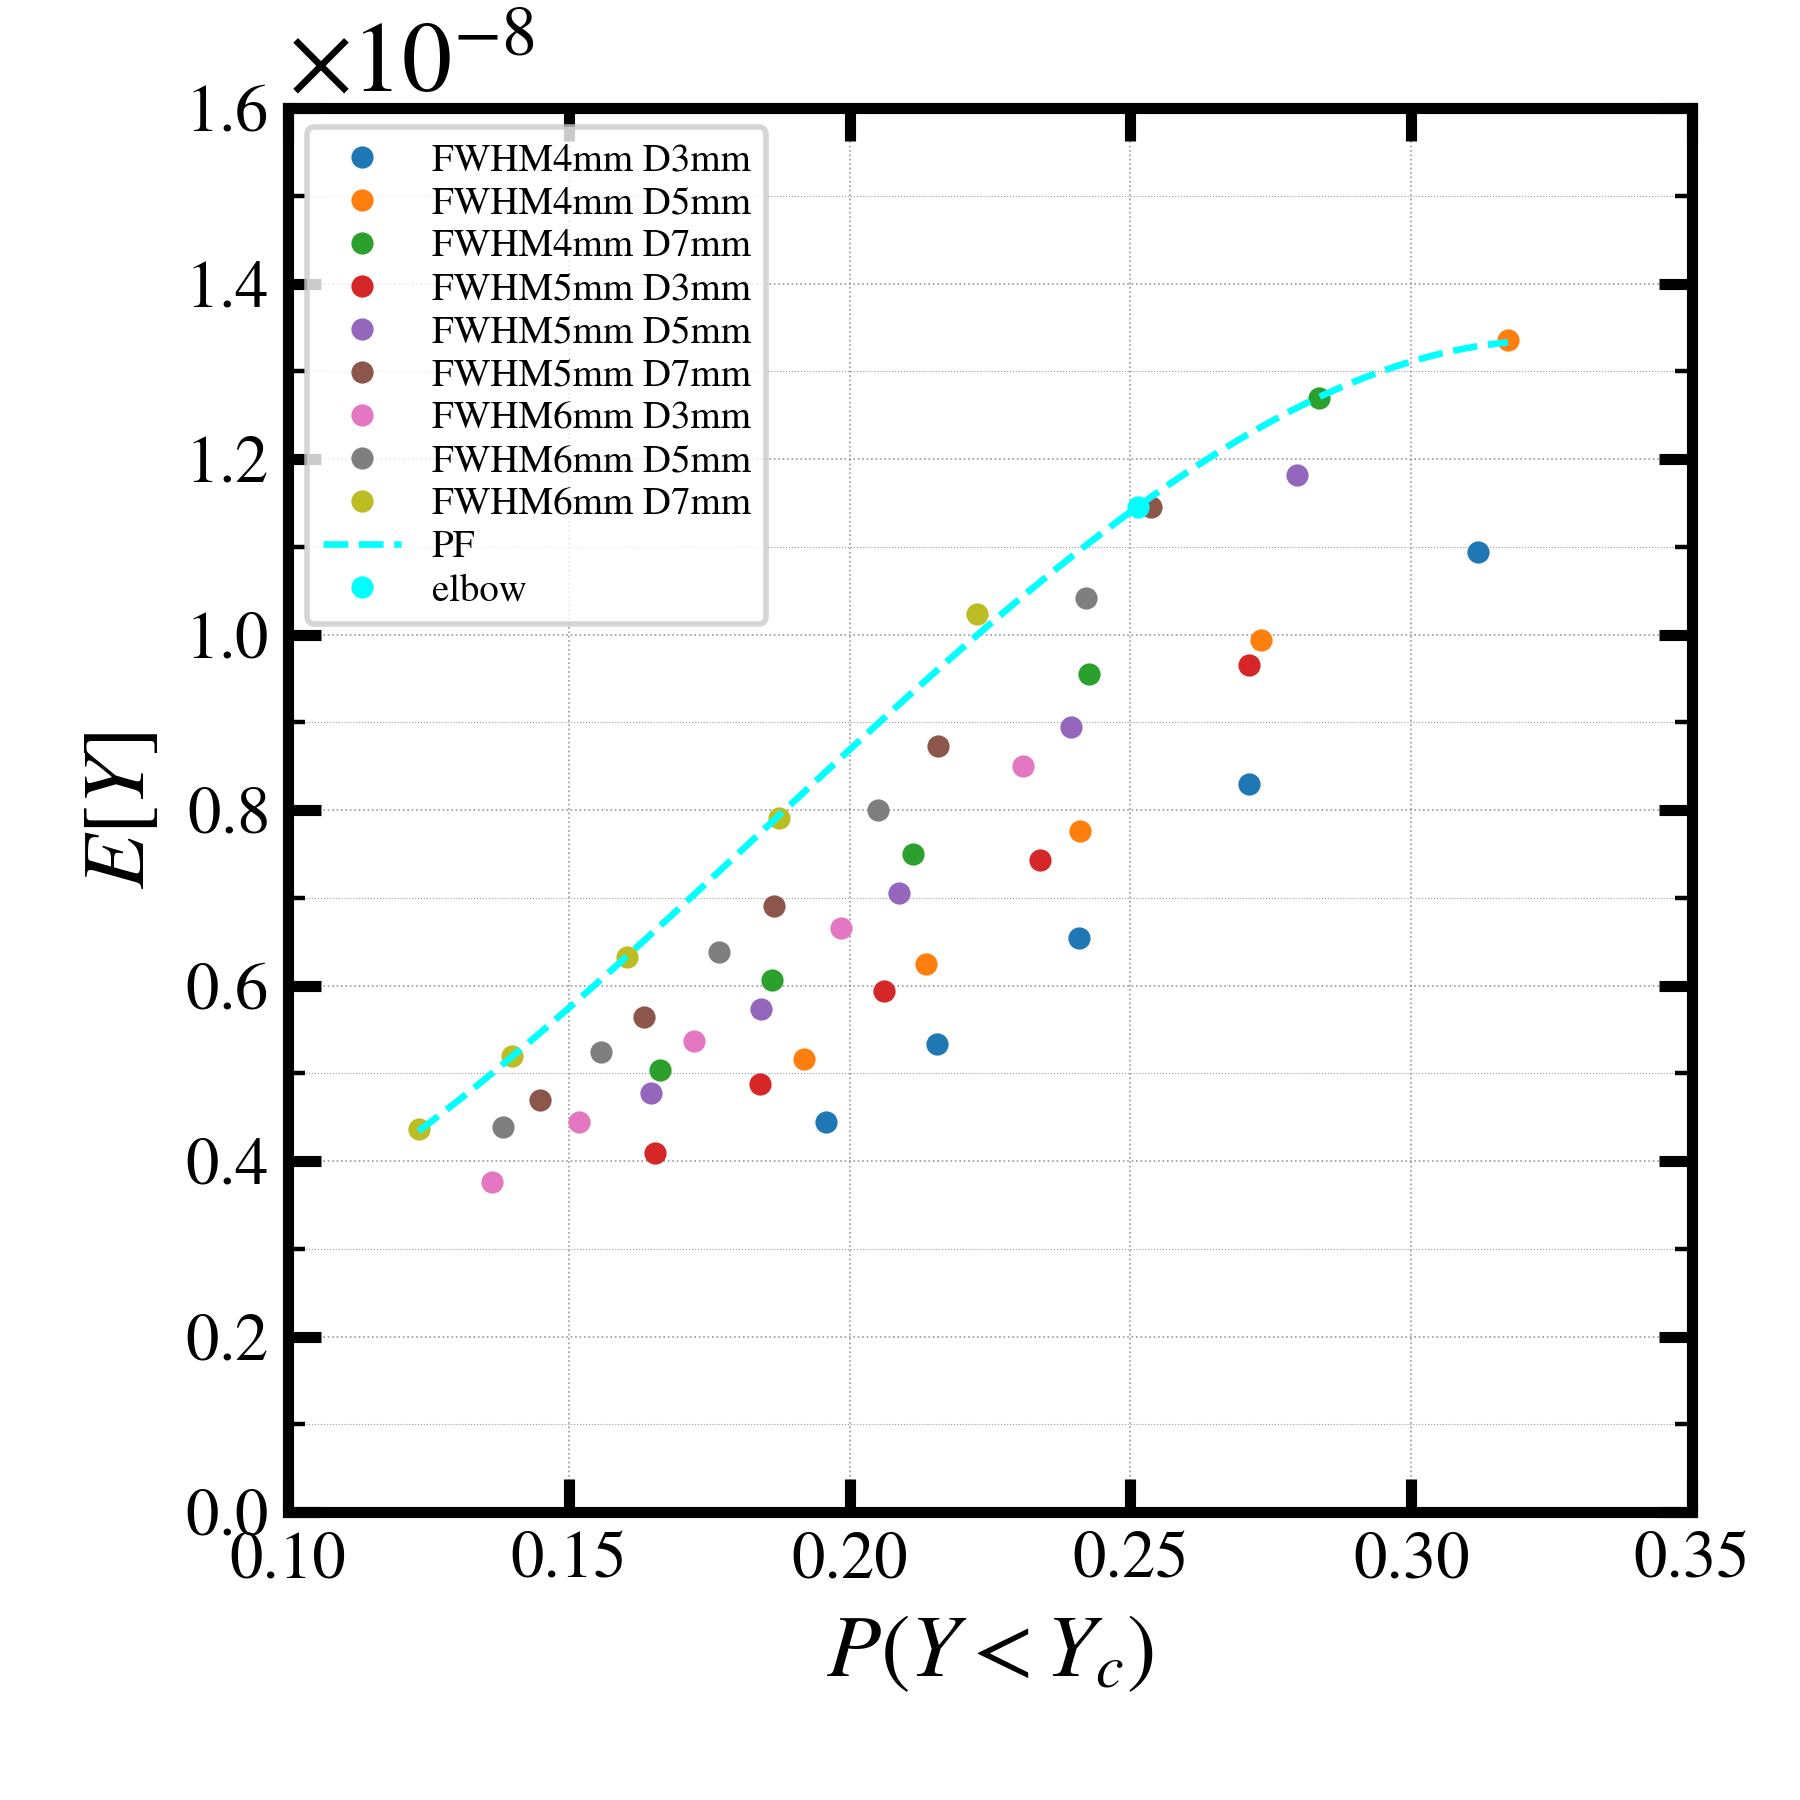 ×10⁻⁸
1.6
1.4
1.2
1.0
0.8
0.6
0.4
0.2
0.0
E[Y]
FWHM4mm D3mm
FWHM4mm D5mm
FWHM4mm D7mm
FWHM5mm D3mm
FWHM5mm D5mm
FWHM5mm D7mm
FWHM6mm D3mm
FWHM6mm D5mm
FWHM6mm D7mm
PF
elbow
0.10 0.15 0.20 0.25 0.30 0.35
P(Y < Y_c)